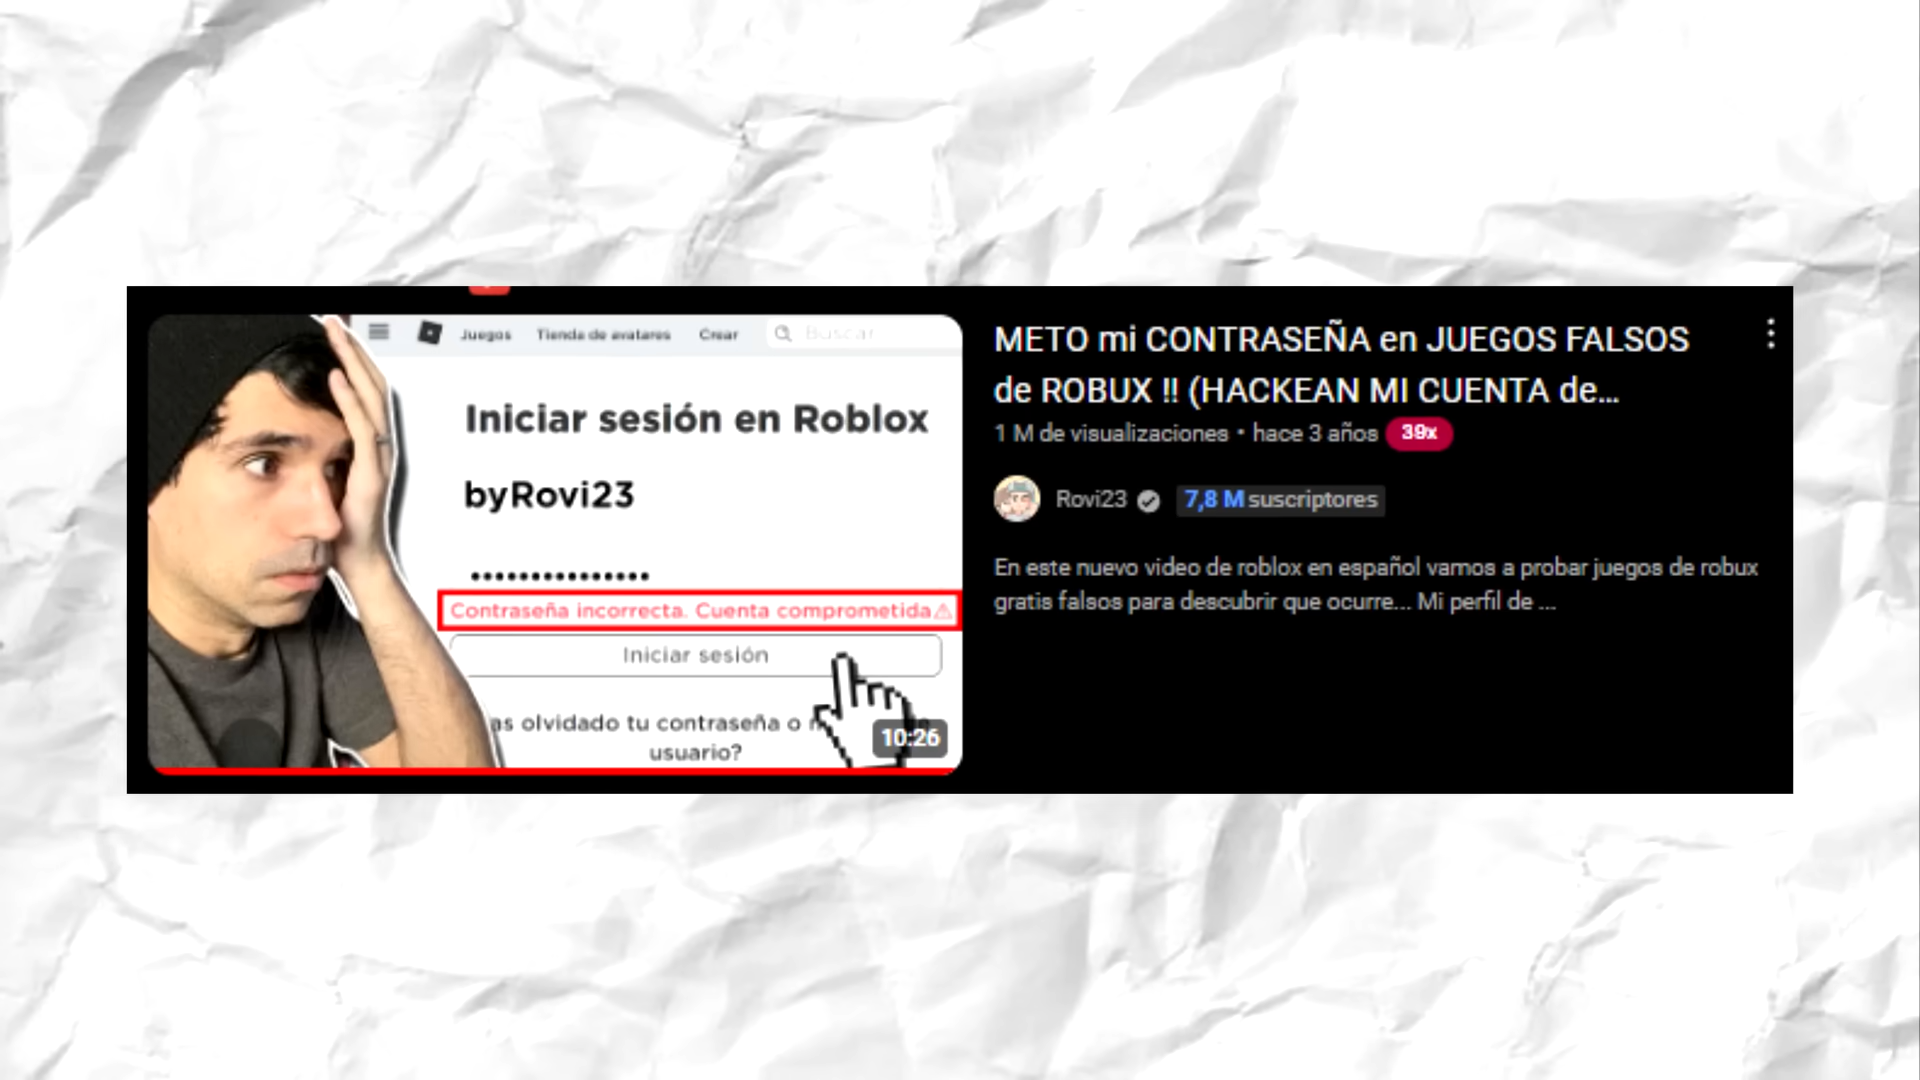 Juegos Tienda de avatares Crear Buscar
Iniciar sesión en Roblox
byRovi23
•••••••••••••••
Contraseña incorrecta. Cuenta comprometida⚠
Iniciar sesión
as olvidado tu contraseña o
usuario?
10:26
METO mi CONTRASEÑA en JUEGOS FALSOS
de ROBUX !! (HACKEAN MI CUENTA de...
1 M de visualizaciones • hace 3 años 39x
Rovi23 7,8 M suscriptores
En este nuevo video de roblox en español vamos a probar juegos de robux
gratis falsos para descubrir que ocurre... Mi perfil de ...